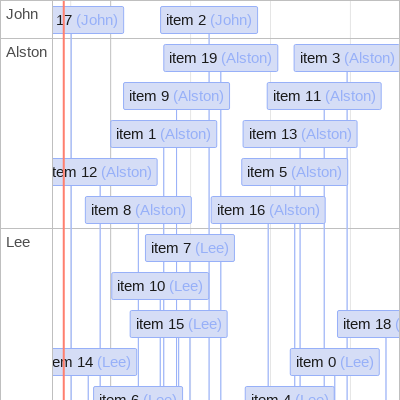 John
17 (John)
item 2 (John)
Alston
item 19 (Alston)
item 3 (Alston)
item 9 (Alston)
item 11 (Alston)
item 1 (Alston)
item 13 (Alston)
tem 12 (Alston)
item 5 (Alston)
item 8 (Alston)
item 16 (Alston)
Lee
item 7 (Lee)
item 10 (Lee)
item 15 (Lee)
item 18 (Lee)
em 14 (Lee)
item 0 (Lee)
item 6 (Lee)
item 4 (Lee)